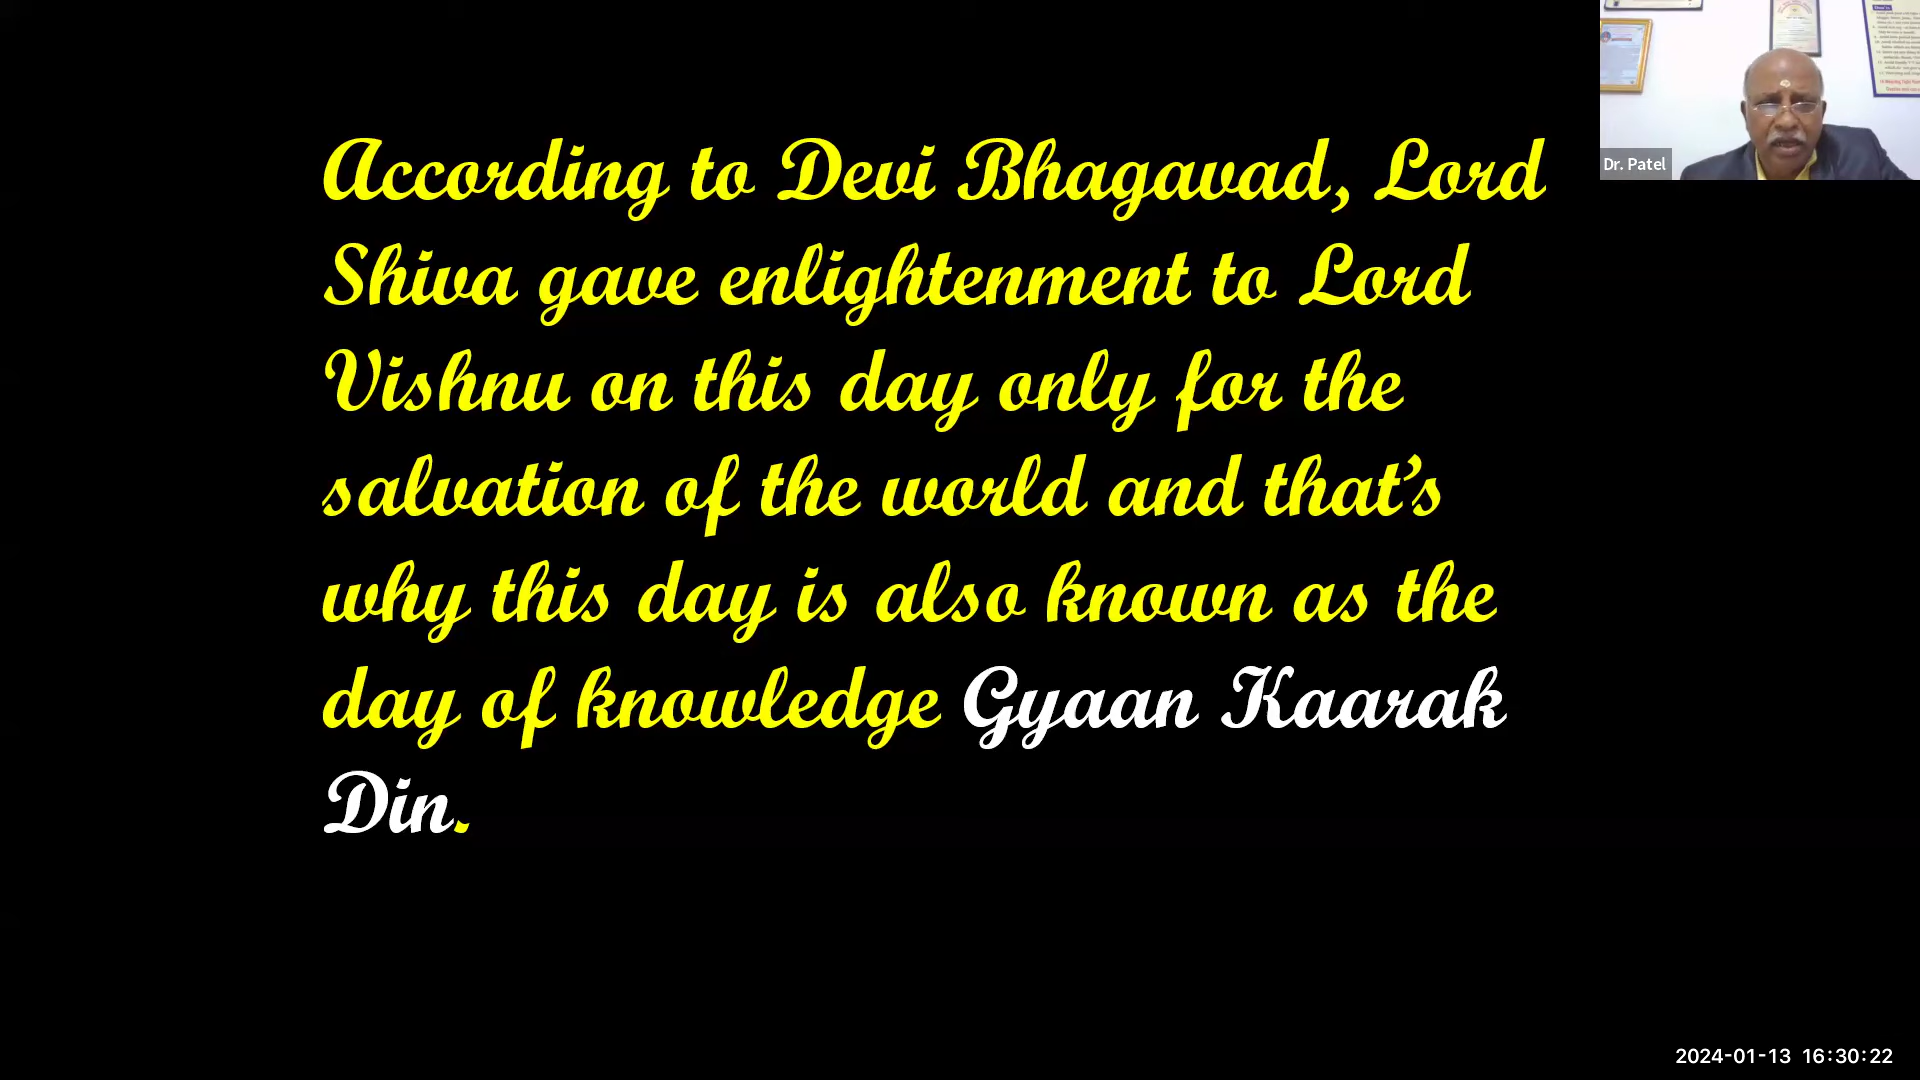 According to Devi Bhagavad, Lord
Shiva gave enlightenment to Lord
Vishnu on this day only for the
salvation of the world and that’s
why this day is also known as the
day of knowledge Gyaan Kaarak
Din.
Dr. Patel
2024-01-13 16:30:22